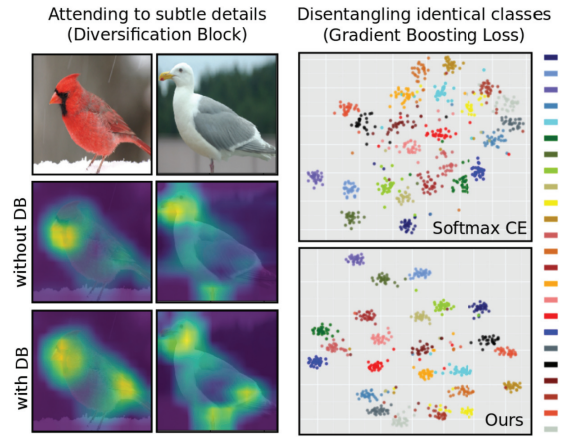 Attending to subtle details
(Diversification Block)
Disentangling identical classes
(Gradient Boosting Loss)
without DB
with DB
Softmax CE
Ours